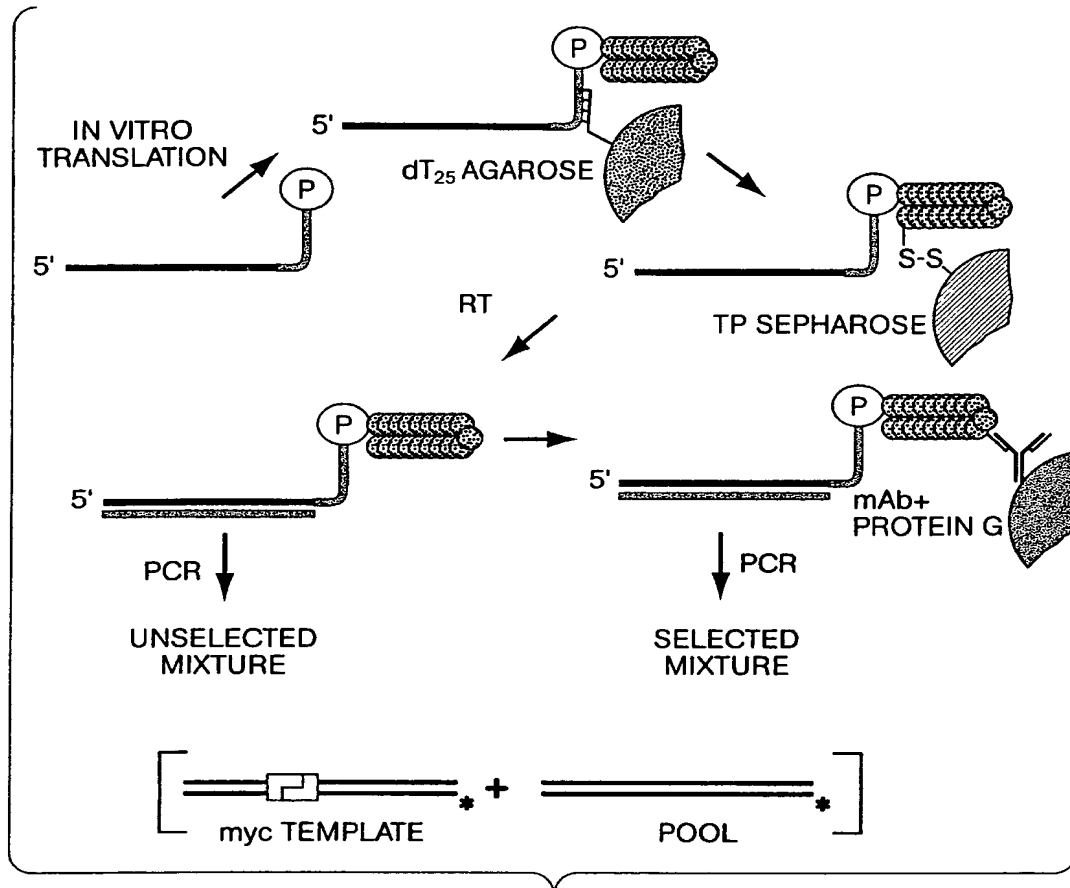 P
5'
IN VITRO
TRANSLATION
dT₂₅ AGAROSE
P
5'
P
5'
S-S
TP SEPHAROSE
RT
P
5'
P
5'
mAb+
PROTEIN G
PCR
UNSELECTED
MIXTURE
PCR
SELECTED
MIXTURE
* + *
myc TEMPLATE
POOL